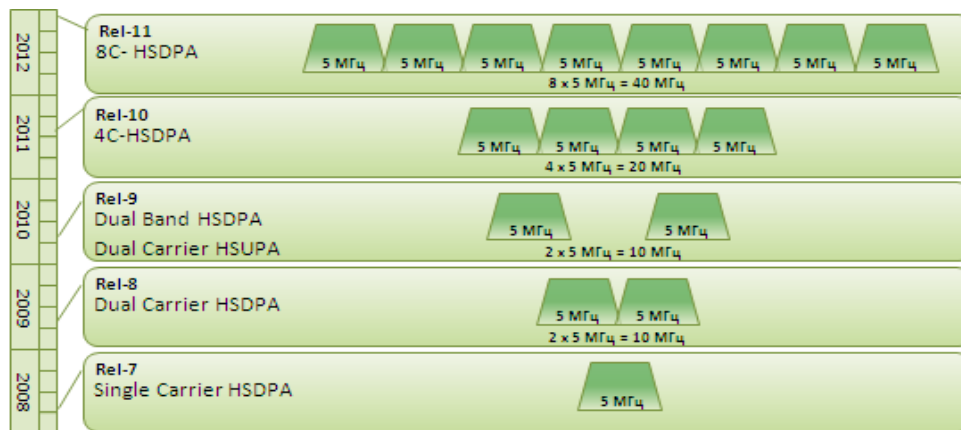 2012
Rel-11
8C- HSDPA
5 МГц 5 МГц 5 МГц 5 МГц 5 МГц 5 МГц 5 МГц 5 МГц
8 x 5 МГц = 40 МГц
2011
Rel-10
4C-HSDPA
5 МГц 5 МГц 5 МГц 5 МГц
4 x 5 МГц = 20 МГц
2010
Rel-9
Dual Band HSDPA
Dual Carrier HSUPA
5 МГц 5 МГц
2 x 5 МГц = 10 МГц
2009
Rel-8
Dual Carrier HSDPA
5 МГц 5 МГц
2 x 5 МГц = 10 МГц
2008
Rel-7
Single Carrier HSDPA
5 МГц